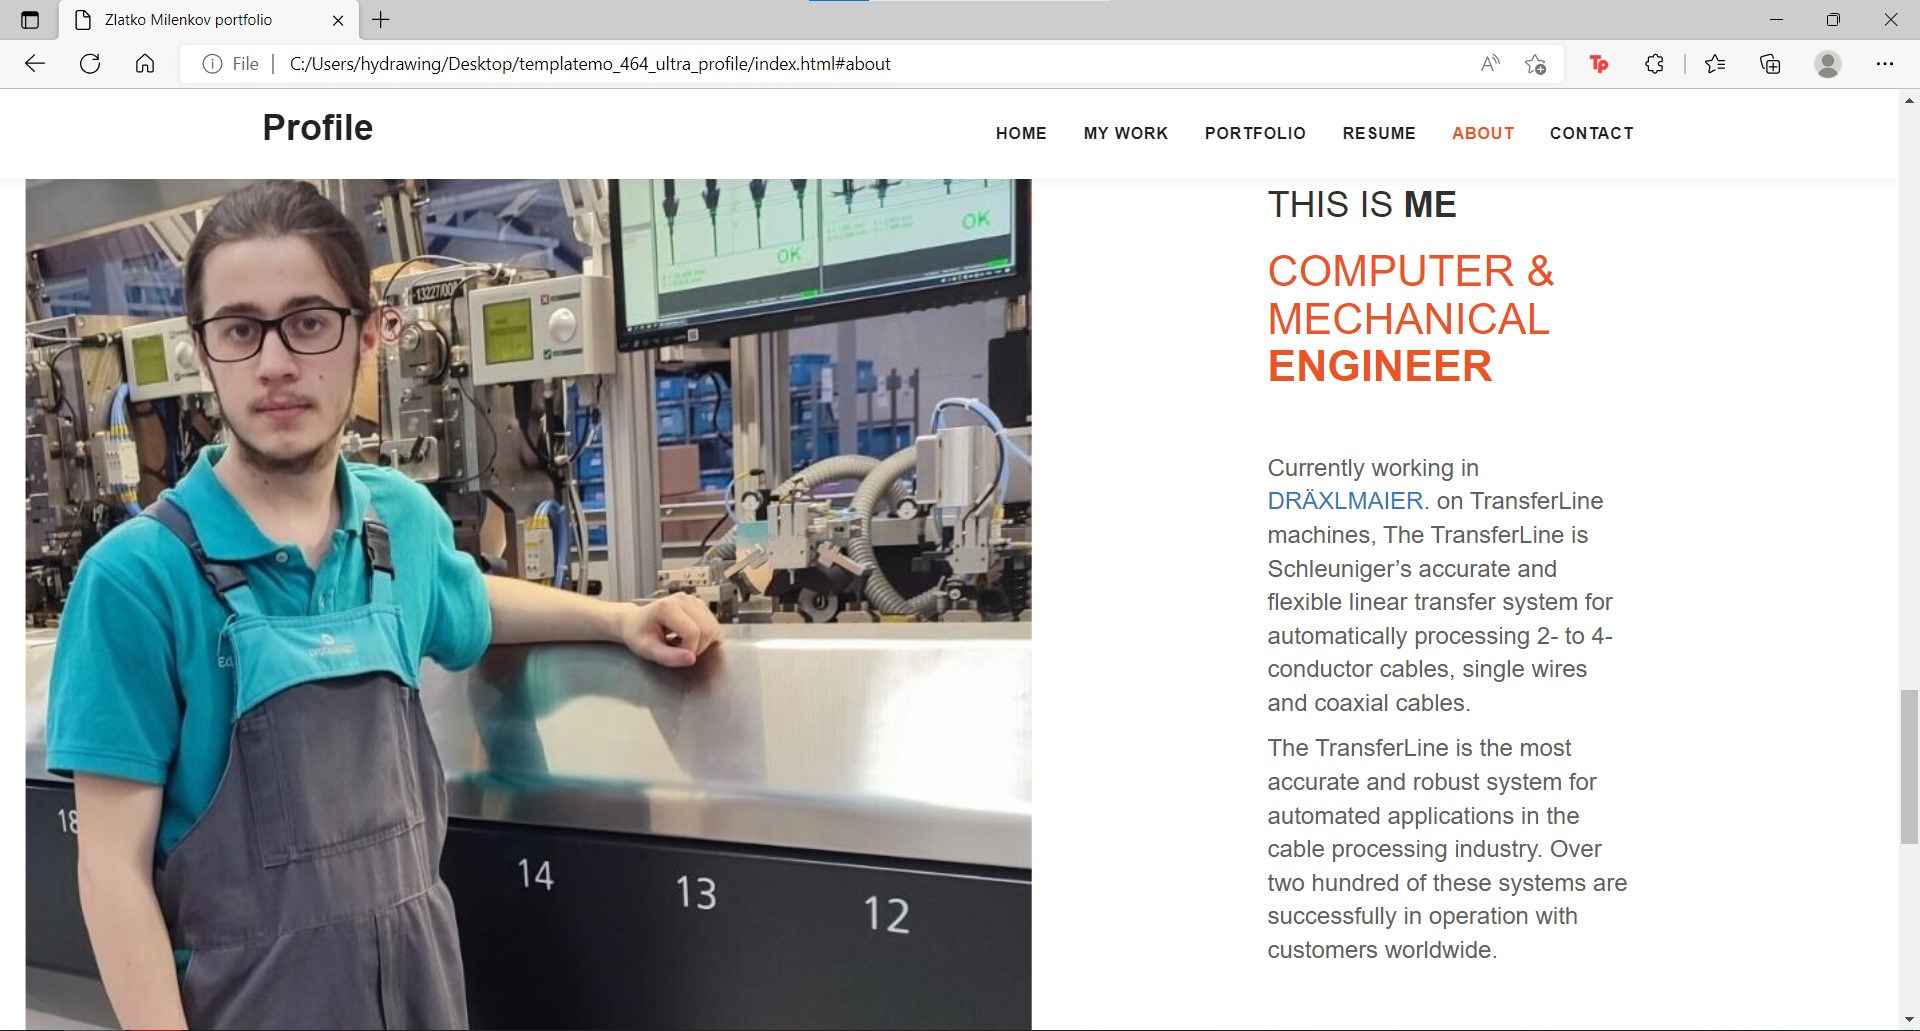 Zlatko Milenkov portfolio
File
C:/Users/hydrawing/Desktop/templatemo_464_ultra_profile/index.html#about
Profile
HOME MY WORK PORTFOLIO RESUME ABOUT CONTACT
OK
OK
13227/00
18
14
13
12
THIS IS ME
COMPUTER &
MECHANICAL
ENGINEER
Currently working in
DRÄXLMAIER. on TransferLine
machines, The TransferLine is
Schleuniger’s accurate and
flexible linear transfer system for
automatically processing 2- to 4-
conductor cables, single wires
and coaxial cables.
The TransferLine is the most
accurate and robust system for
automated applications in the
cable processing industry. Over
two hundred of these systems are
successfully in operation with
customers worldwide.